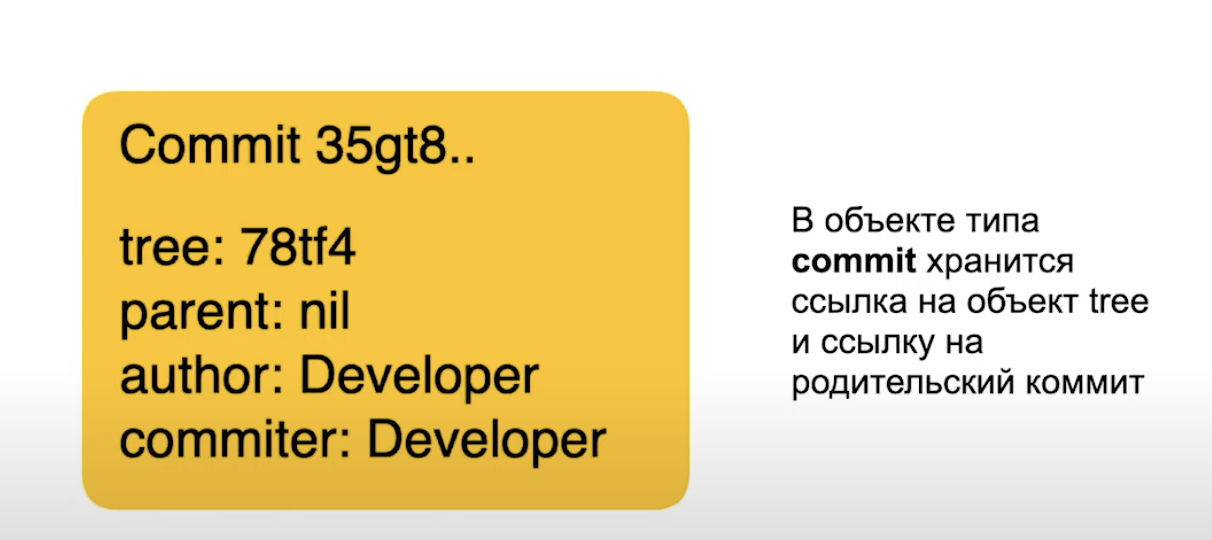 Commit 35gt8..
tree: 78tf4
parent: nil
author: Developer
commiter: Developer
В объекте типа
commit хранится
ссылка на объект tree
и ссылку на
родительский коммит